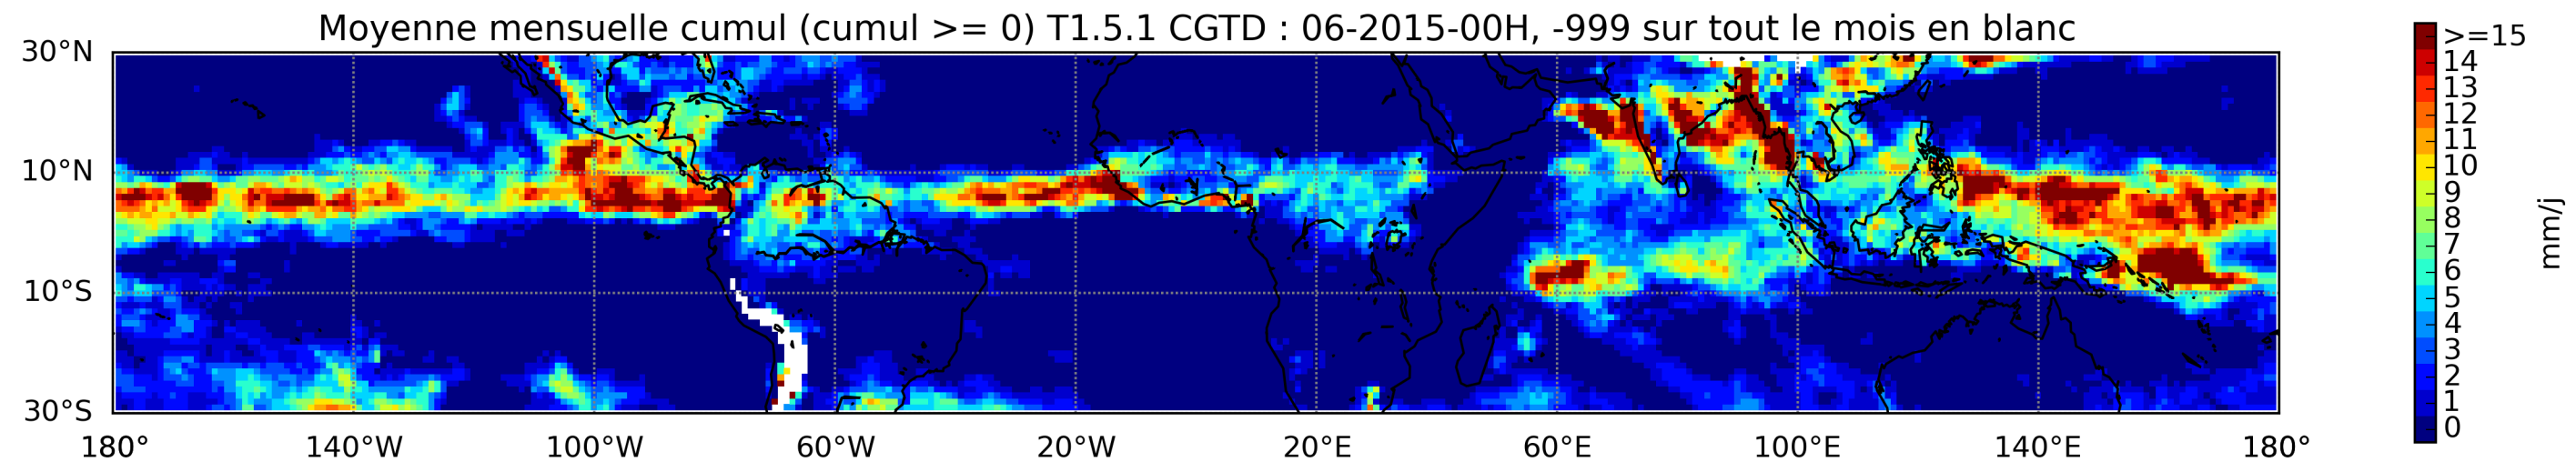 Moyenne mensuelle cumul (cumul >= 0) T1.5.1 CGTD : 06-2015-00H, -999 sur tout le mois en blanc
30°N
10°N
10°S
30°S
180°
140°W
100°W
60°W
20°W
20°E
60°E
100°E
140°E
180°
>=15
14
13
12
11
10
9
8
7
6
5
4
3
2
1
0
mm/j